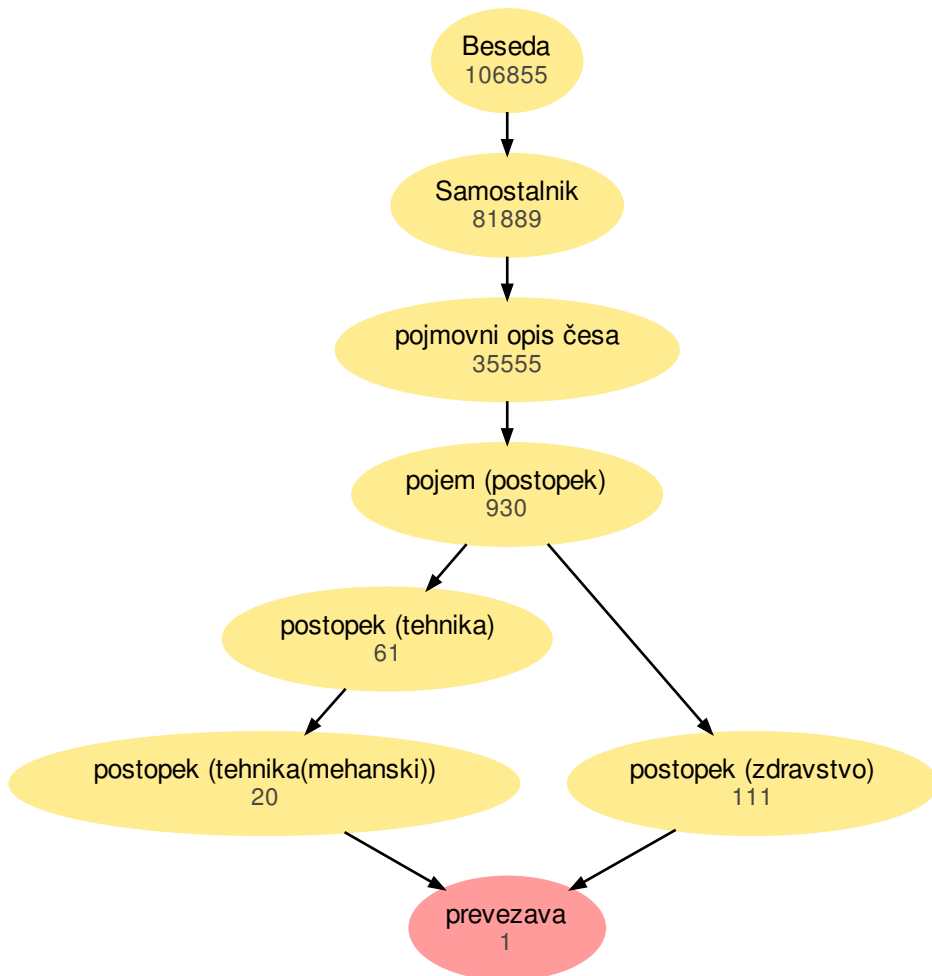 Beseda
106855
Samostalnik
81889
pojmovni opis česa
35555
pojem (postopek)
930
postopek (tehnika)
61
postopek (tehnika(mehanski))
20
postopek (zdravstvo)
111
prevezava
1